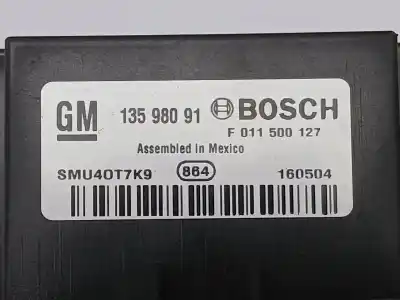 GM 135 980 91 BOSCH
F 011 500 127
Assembled in Mexico
SMU40T7K9 864 160504